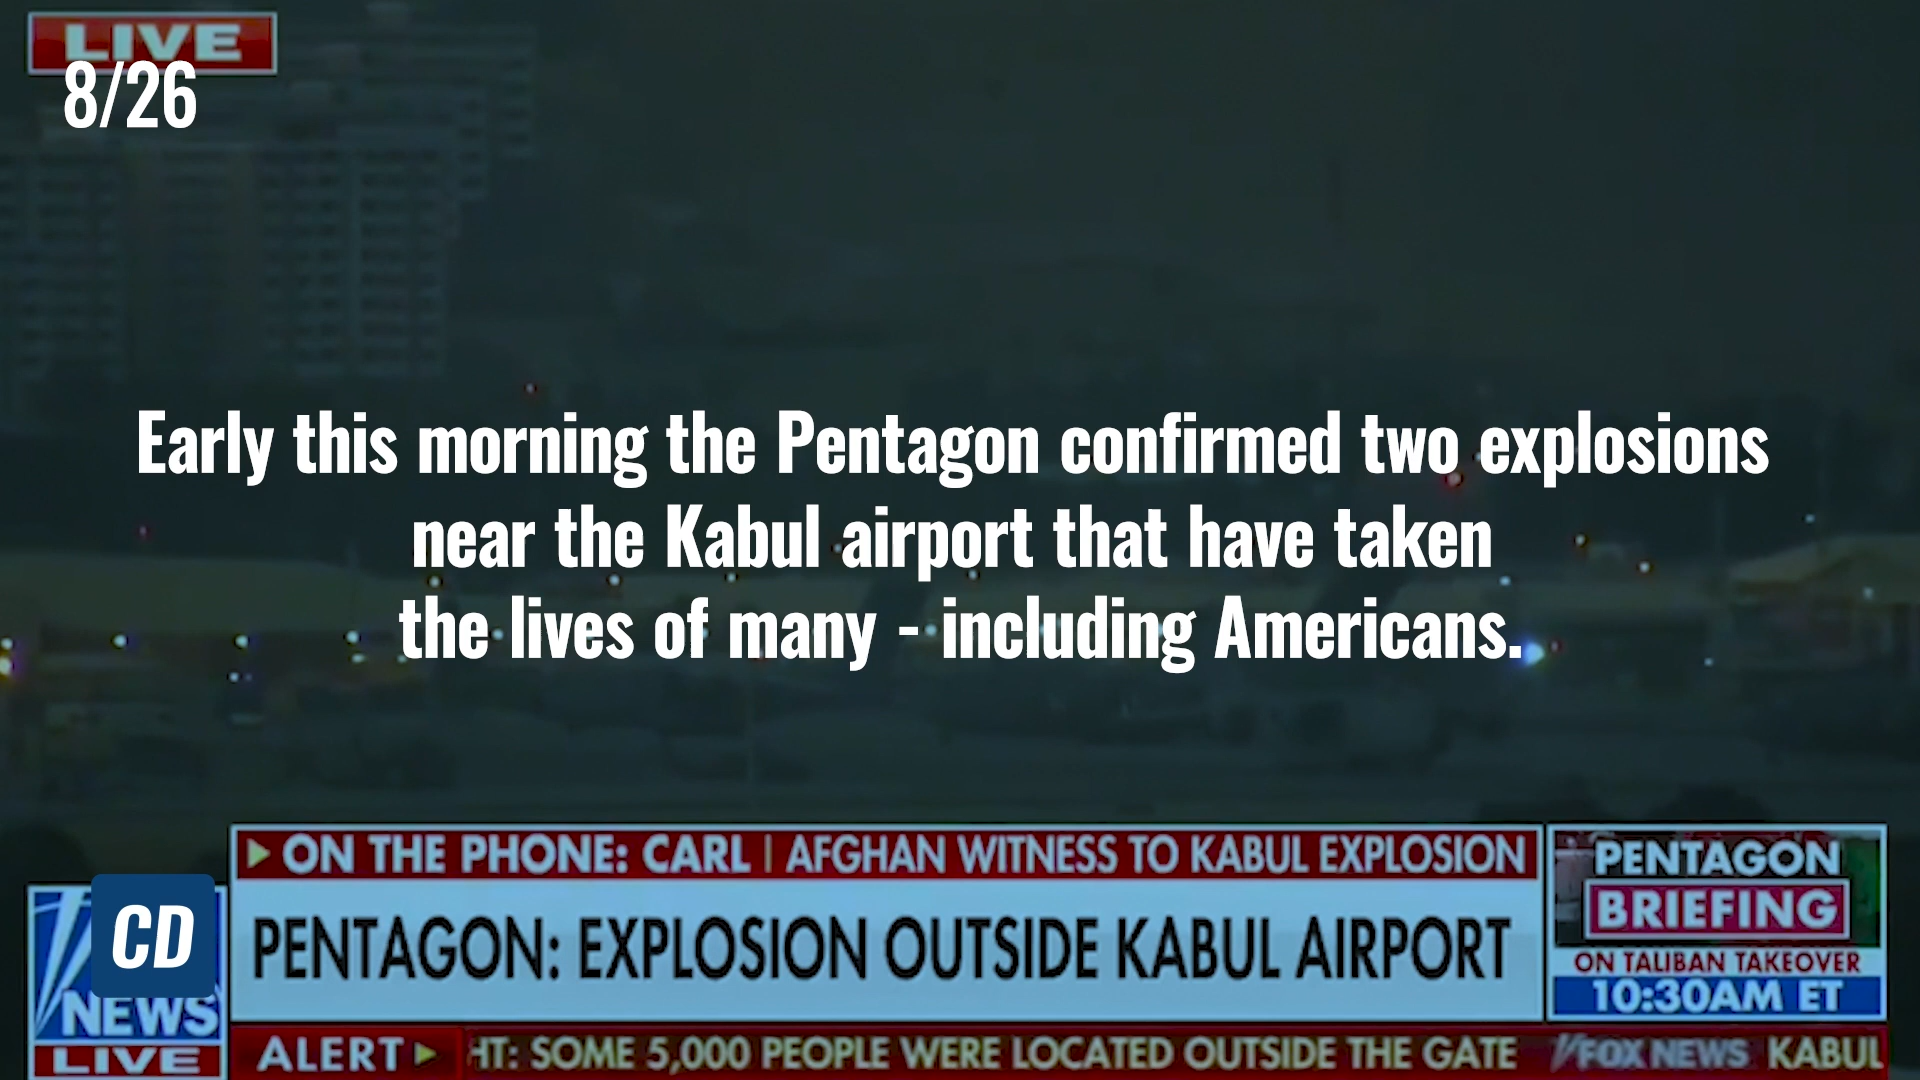 LIVE
8/26
Early this morning the Pentagon confirmed two explosions
near the Kabul airport that have taken
the lives of many - including Americans.
ON THE PHONE: CARL | AFGHAN WITNESS TO KABUL EXPLOSION
PENTAGON: EXPLOSION OUTSIDE KABUL AIRPORT
PENTAGON
BRIEFING
ON TALIBAN TAKEOVER
10:30AM ET
CD
NEWS
LIVE
ALERT HT: SOME 5,000 PEOPLE WERE LOCATED OUTSIDE THE GATE FOX NEWS KABUL